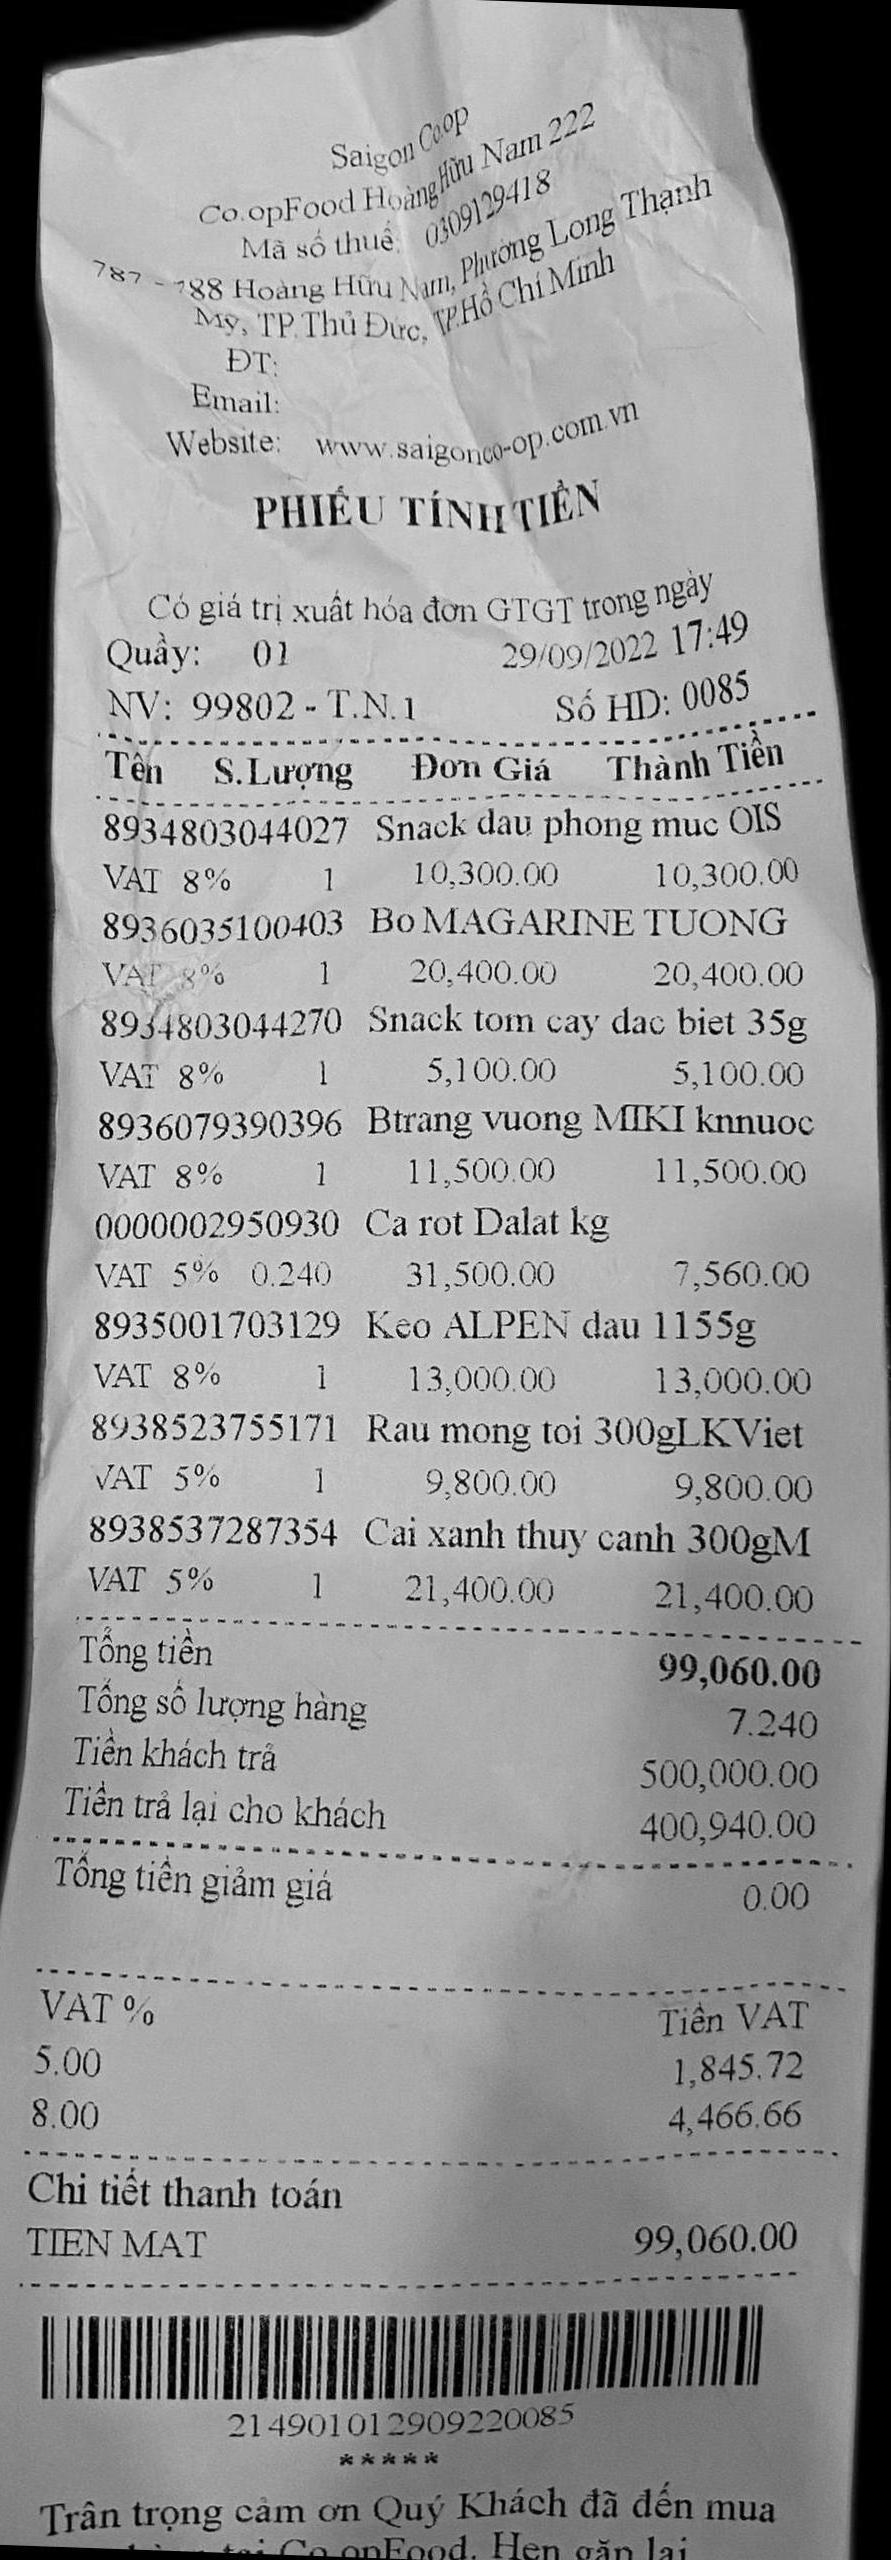 Saigon Co.op
Co.opFood Hoàng Hữu Nam 222
Mã số thuế: 0309129418
787 - 788 Hoàng Hữu Nam, Phường Long Thạnh
Mỹ, TP.Thủ Đức, TP.Hồ Chí Minh
ĐT:
Email:
Website: www.saigonco-op.com.vn
PHIẾU TÍNH TIỀN
Có giá trị xuất hóa đơn GTGT trong ngày
Quầy: 01 29/09/2022 17:49
NV: 99802 - T.N.1 Số HD: 0085
Tên S.Lượng Đơn Giá Thành Tiền
8934803044027 Snack dau phong muc OIS
VAT 8% 1 10,300.00 10,300.00
8936035100403 Bo MAGARINE TUONG
VAT 8% 1 20,400.00 20,400.00
8934803044270 Snack tom cay dac biet 35g
VAT 8% 1 5,100.00 5,100.00
8936079390396 Btrang vuong MIKI knnuoc
VAT 8% 1 11,500.00 11,500.00
0000002950930 Ca rot Dalat kg
VAT 5% 0.240 31,500.00 7,560.00
8935001703129 Keo ALPEN dau 1155g
VAT 8% 1 13,000.00 13,000.00
8938523755171 Rau mong toi 300gLKViet
VAT 5% 1 9,800.00 9,800.00
8938537287354 Cai xanh thuy canh 300gM
VAT 5% 1 21,400.00 21,400.00
Tổng tiền 99,060.00
Tổng số lượng hàng 7.240
Tiền khách trả 500,000.00
Tiền trả lại cho khách 400,940.00
Tổng tiền giảm giá 0.00
VAT % Tiền VAT
5.00 1,845.72
8.00 4,466.66
Chi tiết thanh toán
TIEN MAT 99,060.00
214901012909220085
*****
Trân trọng cảm ơn Quý Khách đã đến mua
tại Co.opFood. Hẹn gặp lại